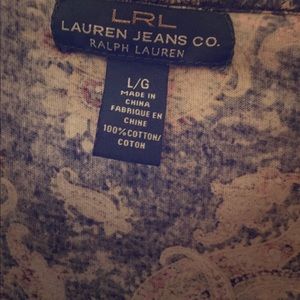 LRL
LAUREN JEANS CO.
RALPH LAUREN
L/G
MADE IN
CHINA
FABRIQUE EN
CHINE
100% COTTON/
COTON